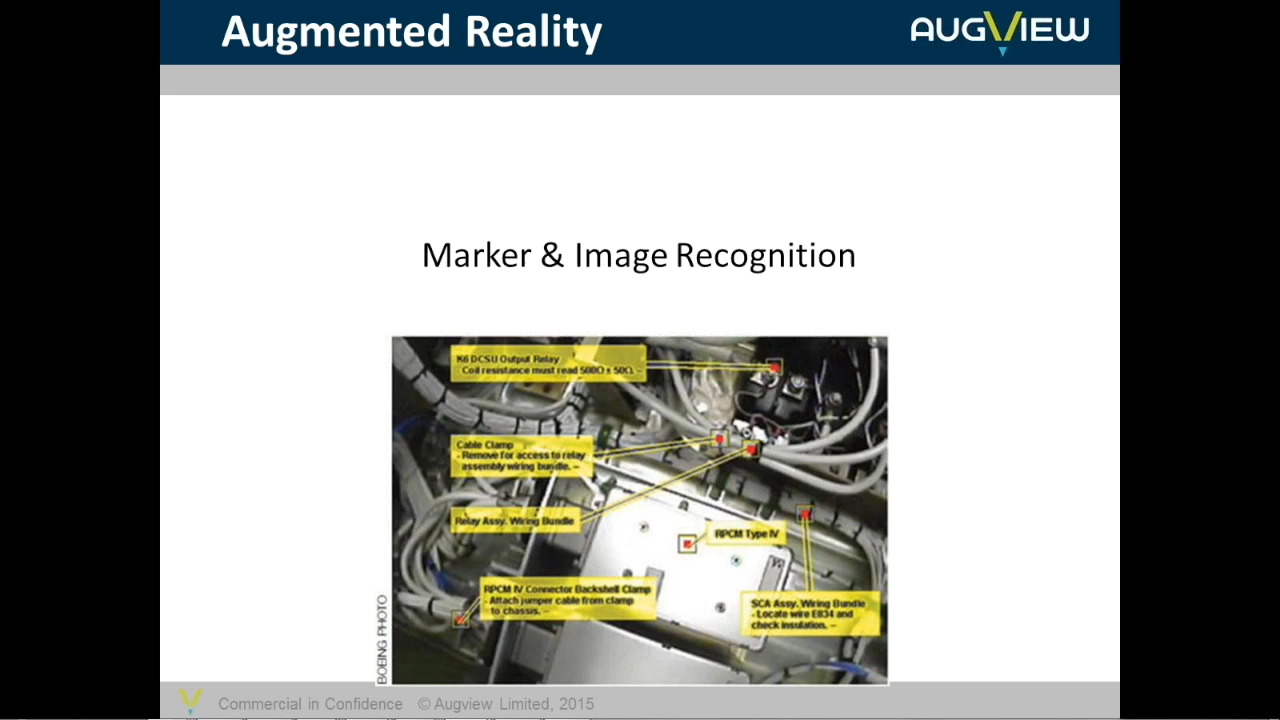 Augmented Reality
AUGVIEW
Marker & Image Recognition
K6 DCSU Output Relay
- Coil resistance must read 500Ω ± 50Ω. –
Cable Clamp
- Remove for access to relay
assembly wiring bundle. –
Relay Assy. Wiring Bundle
RPCM Type IV
RPCM IV Connector Backshell Clamp
- Attach jumper cable from clamp
to chassis. –
SCA Assy. Wiring Bundle
- Locate wire E034 and
check insulation. –
BOEING PHOTO
Commercial in Confidence © Augview Limited, 2015